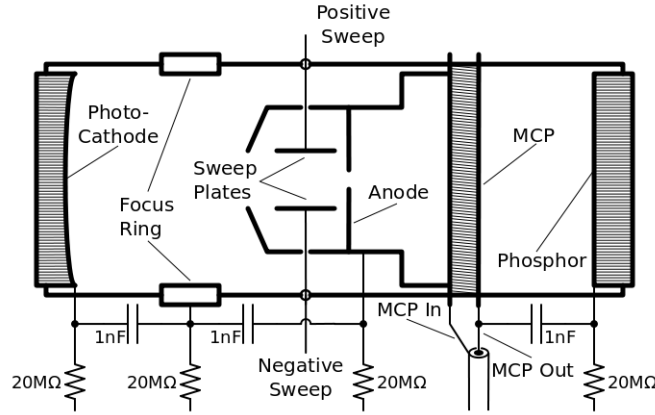 Positive
Sweep
Photo-
Cathode
Sweep
Plates
MCP
Focus
Ring
Anode
Phosphor
MCP In
1nF
1nF
1nF
Negative
Sweep
MCP Out
20MΩ
20MΩ
20MΩ
20MΩ